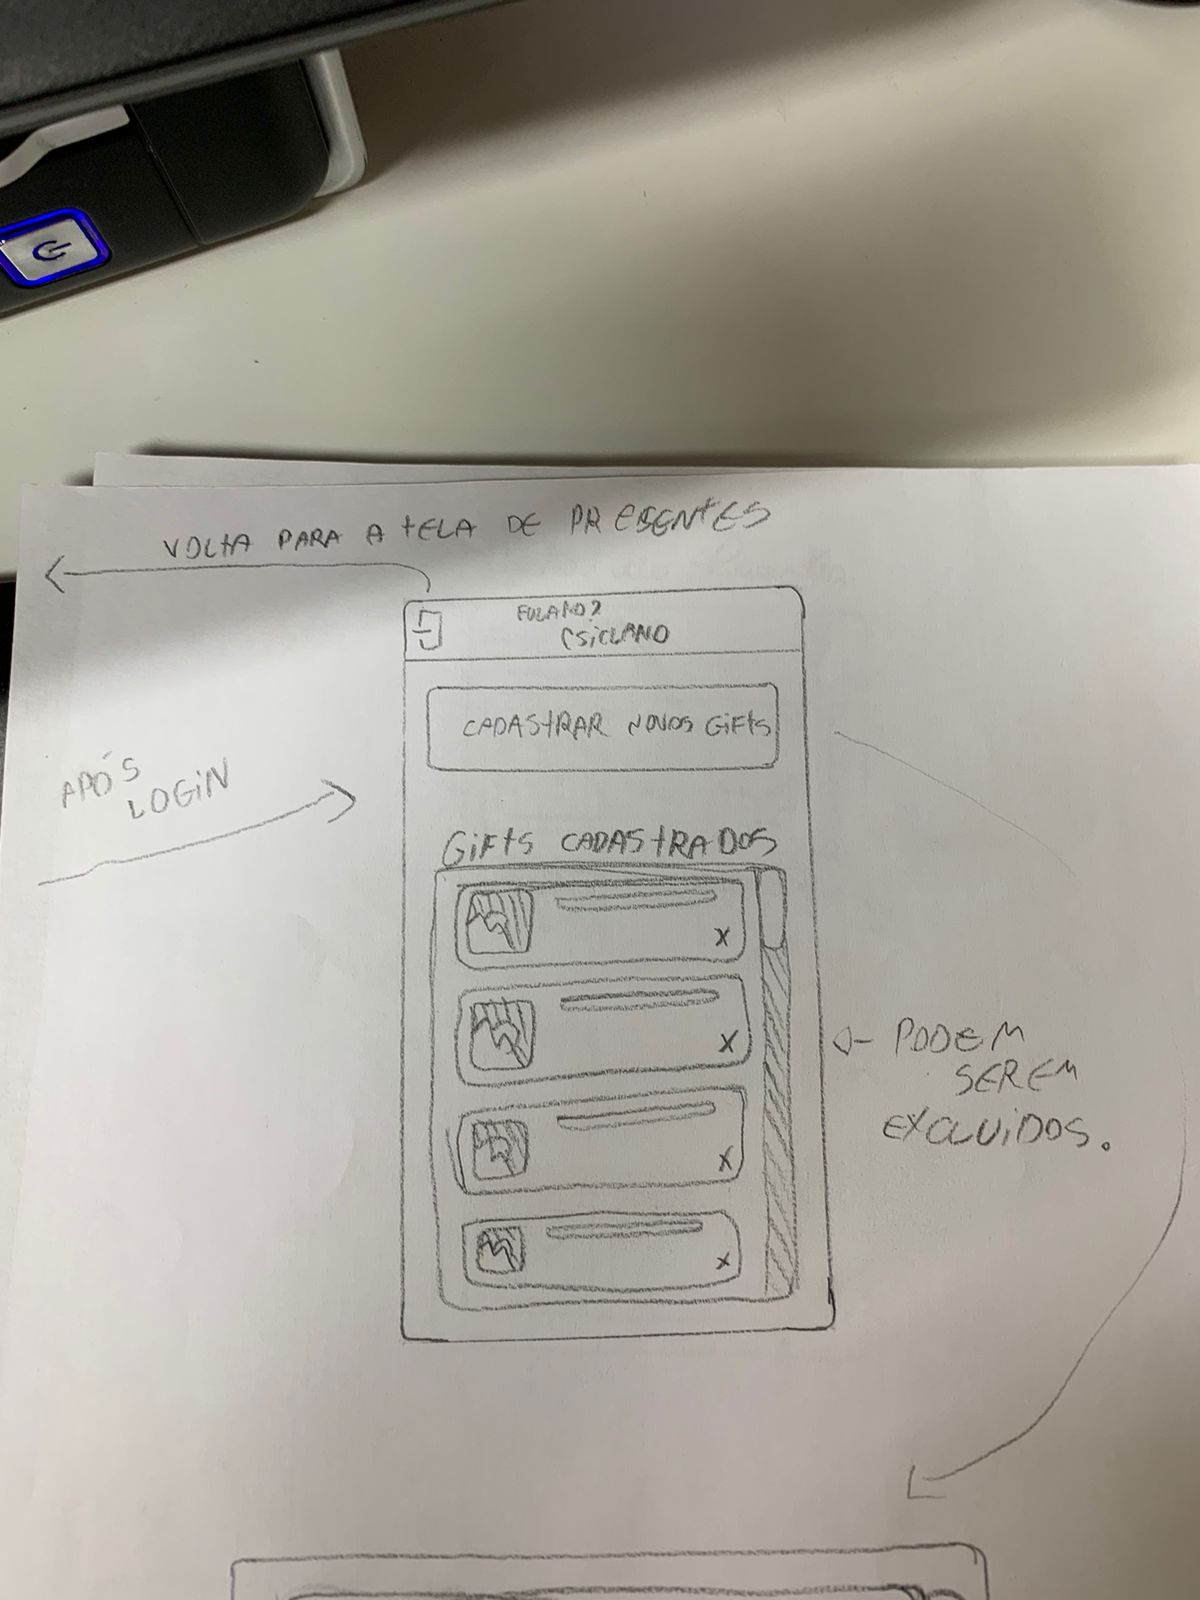 VOLTA PARA A TELA DE PRESENTES
FULANO &
CSICLANO
CADASTRAR NOVOS GIFTS
APÓS
LOGIN
GIFTS CADASTRADOS
X
X
PODEM
SEREM
EXCLUIDOS.
X
X